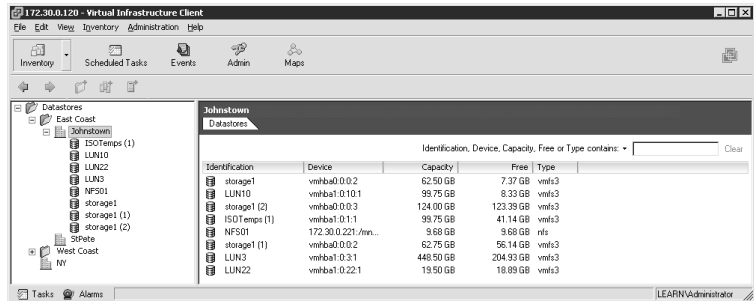 172.30.0.120 - Virtual Infrastructure Client
File Edit View Inventory Administration Help
Inventory Scheduled Tasks Events Admin Maps
Datastores
East Coast
Johnstown
ISOTemps (1)
LUN10
LUN22
LUN3
NFS01
storage1
storage1 (1)
storage1 (2)
StPete
West Coast
NY
Johnstown
Datastores
Identification, Device, Capacity, Free or Type contains: Clear
Identification Device Capacity Free Type
storage1 vmhba0:0:0:2 62.50 GB 7.37 GB vmfs3
LUN10 vmhba1:0:10:1 99.75 GB 8.33 GB vmfs3
storage1 (2) vmhba0:0:0:3 124.00 GB 123.39 GB vmfs3
ISOTemps (1) vmhba1:0:1:1 99.75 GB 41.14 GB vmfs3
NFS01 172.30.0.221:/mn... 9.68 GB 9.68 GB nfs
storage1 (1) vmhba0:0:0:2 62.75 GB 56.14 GB vmfs3
LUN3 vmhba1:0:3:1 448.50 GB 204.93 GB vmfs3
LUN22 vmhba1:0:22:1 19.50 GB 18.89 GB vmfs3
Tasks Alarms LEARN\Administrator